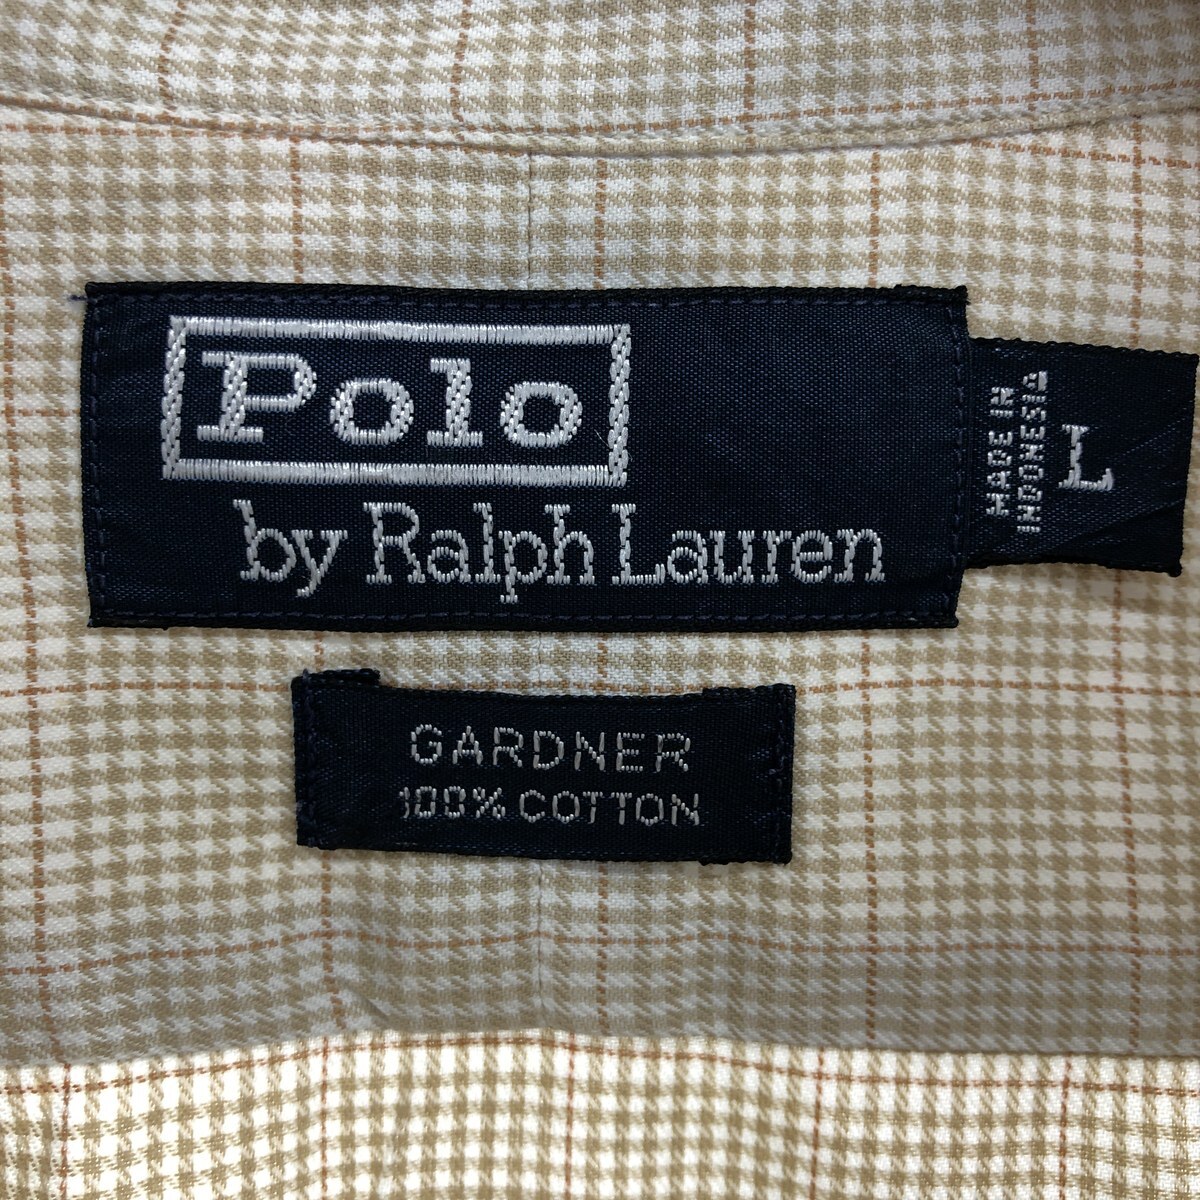 Polo
by Ralph Lauren
MADE IN
INDONESIA
L
GARDNER
100% COTTON